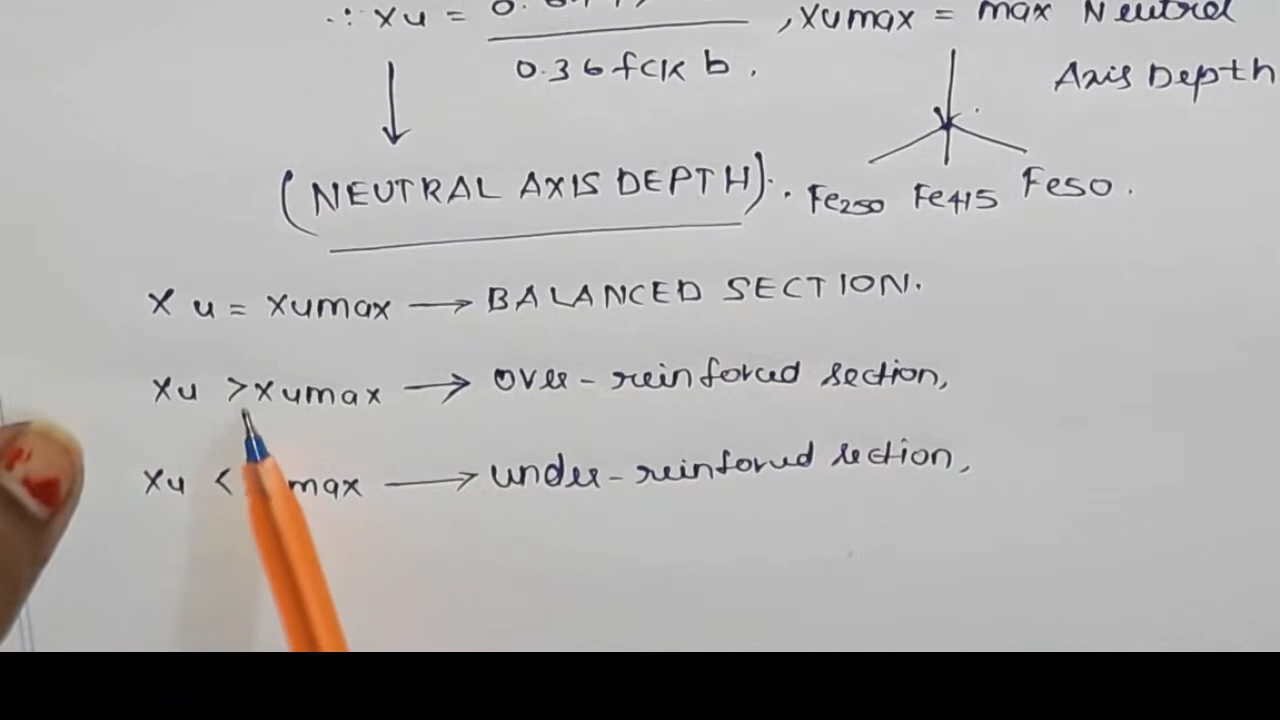 ∴ xu =
, xumax = max Neutral
0.36 fck b .
Axis Depth
(NEUTRAL AXIS DEPTH).
Fe250 Fe415 Fe50.
Xu = xumax → BALANCED SECTION.
Xu > xumax → over-reinforced section,
Xu < max → under-reinforced section,